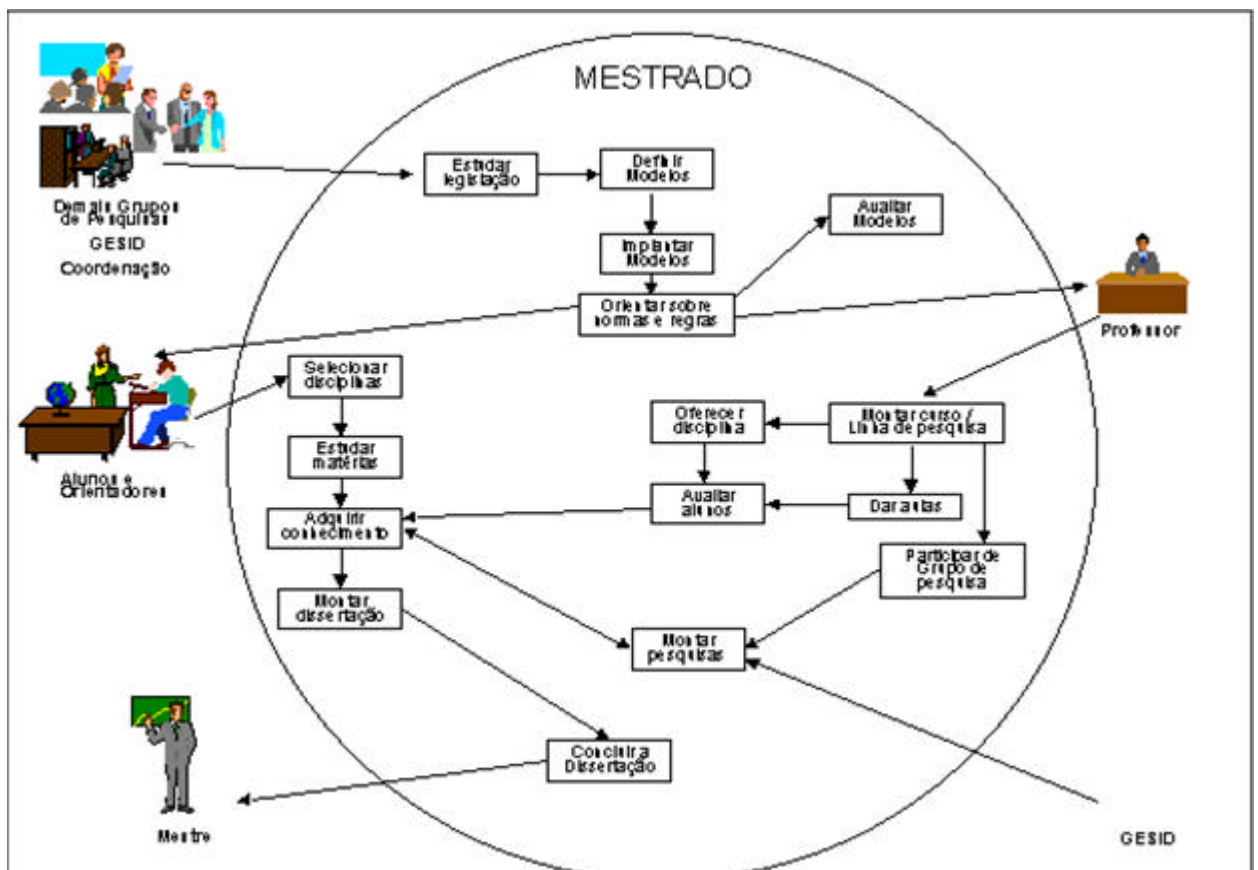 MESTRADO
Estudar
legislação
Definir
Modelos
Avaliar
Modelos
Demais Grupos
de Pesquisas
GESID
Coordenação
Implantar
Modelos
Orientar sobre
normas e regras
Professor
Selecionar
disciplinas
Oferecer
disciplina
Montar curso /
Linha de pesquisa
Estudar
matérias
Alunos e
Orientadores
Avaliar
alunos
Dar aulas
Adquirir
conhecimento
Participar de
Grupo de
pesquisa
Montar
dissertação
Montar
pesquisas
Concluir a
Dissertação
Mestre
GESID